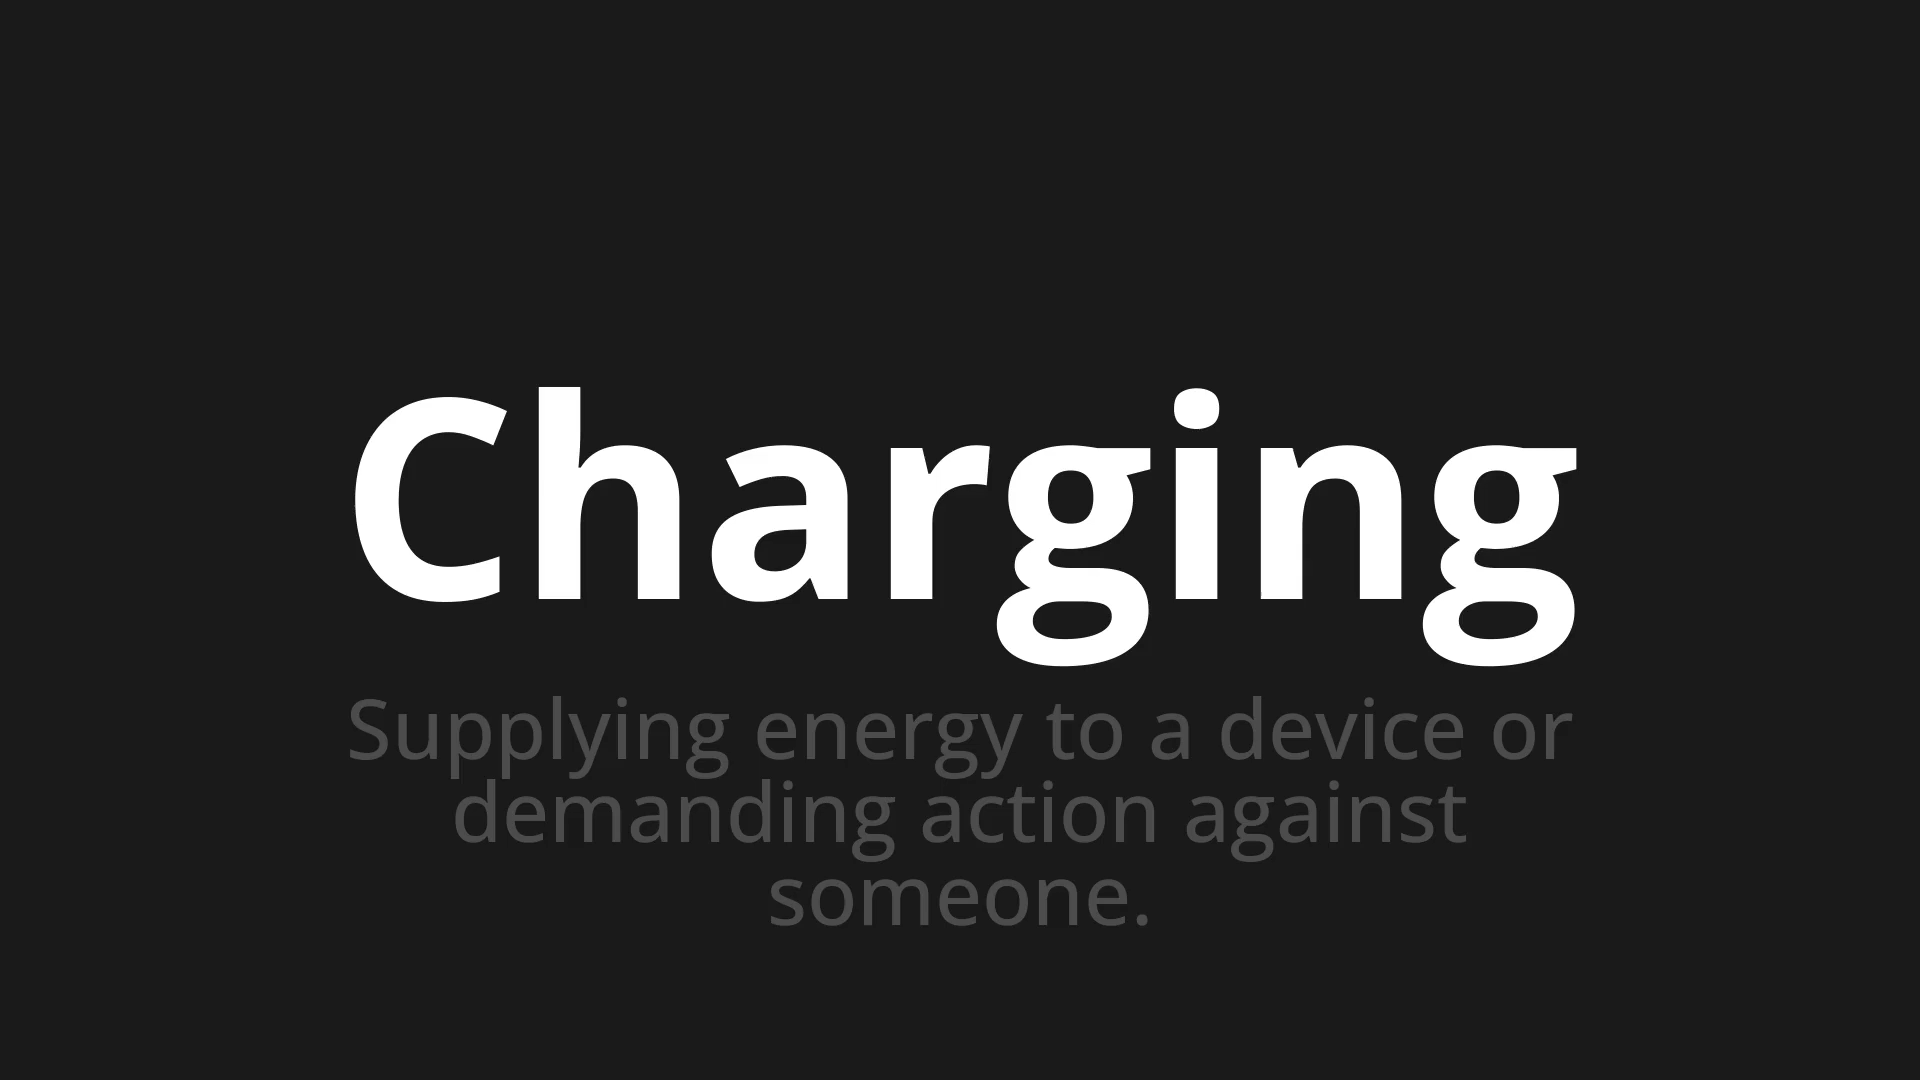 Charging
Supplying energy to a device or
demanding action against
someone.